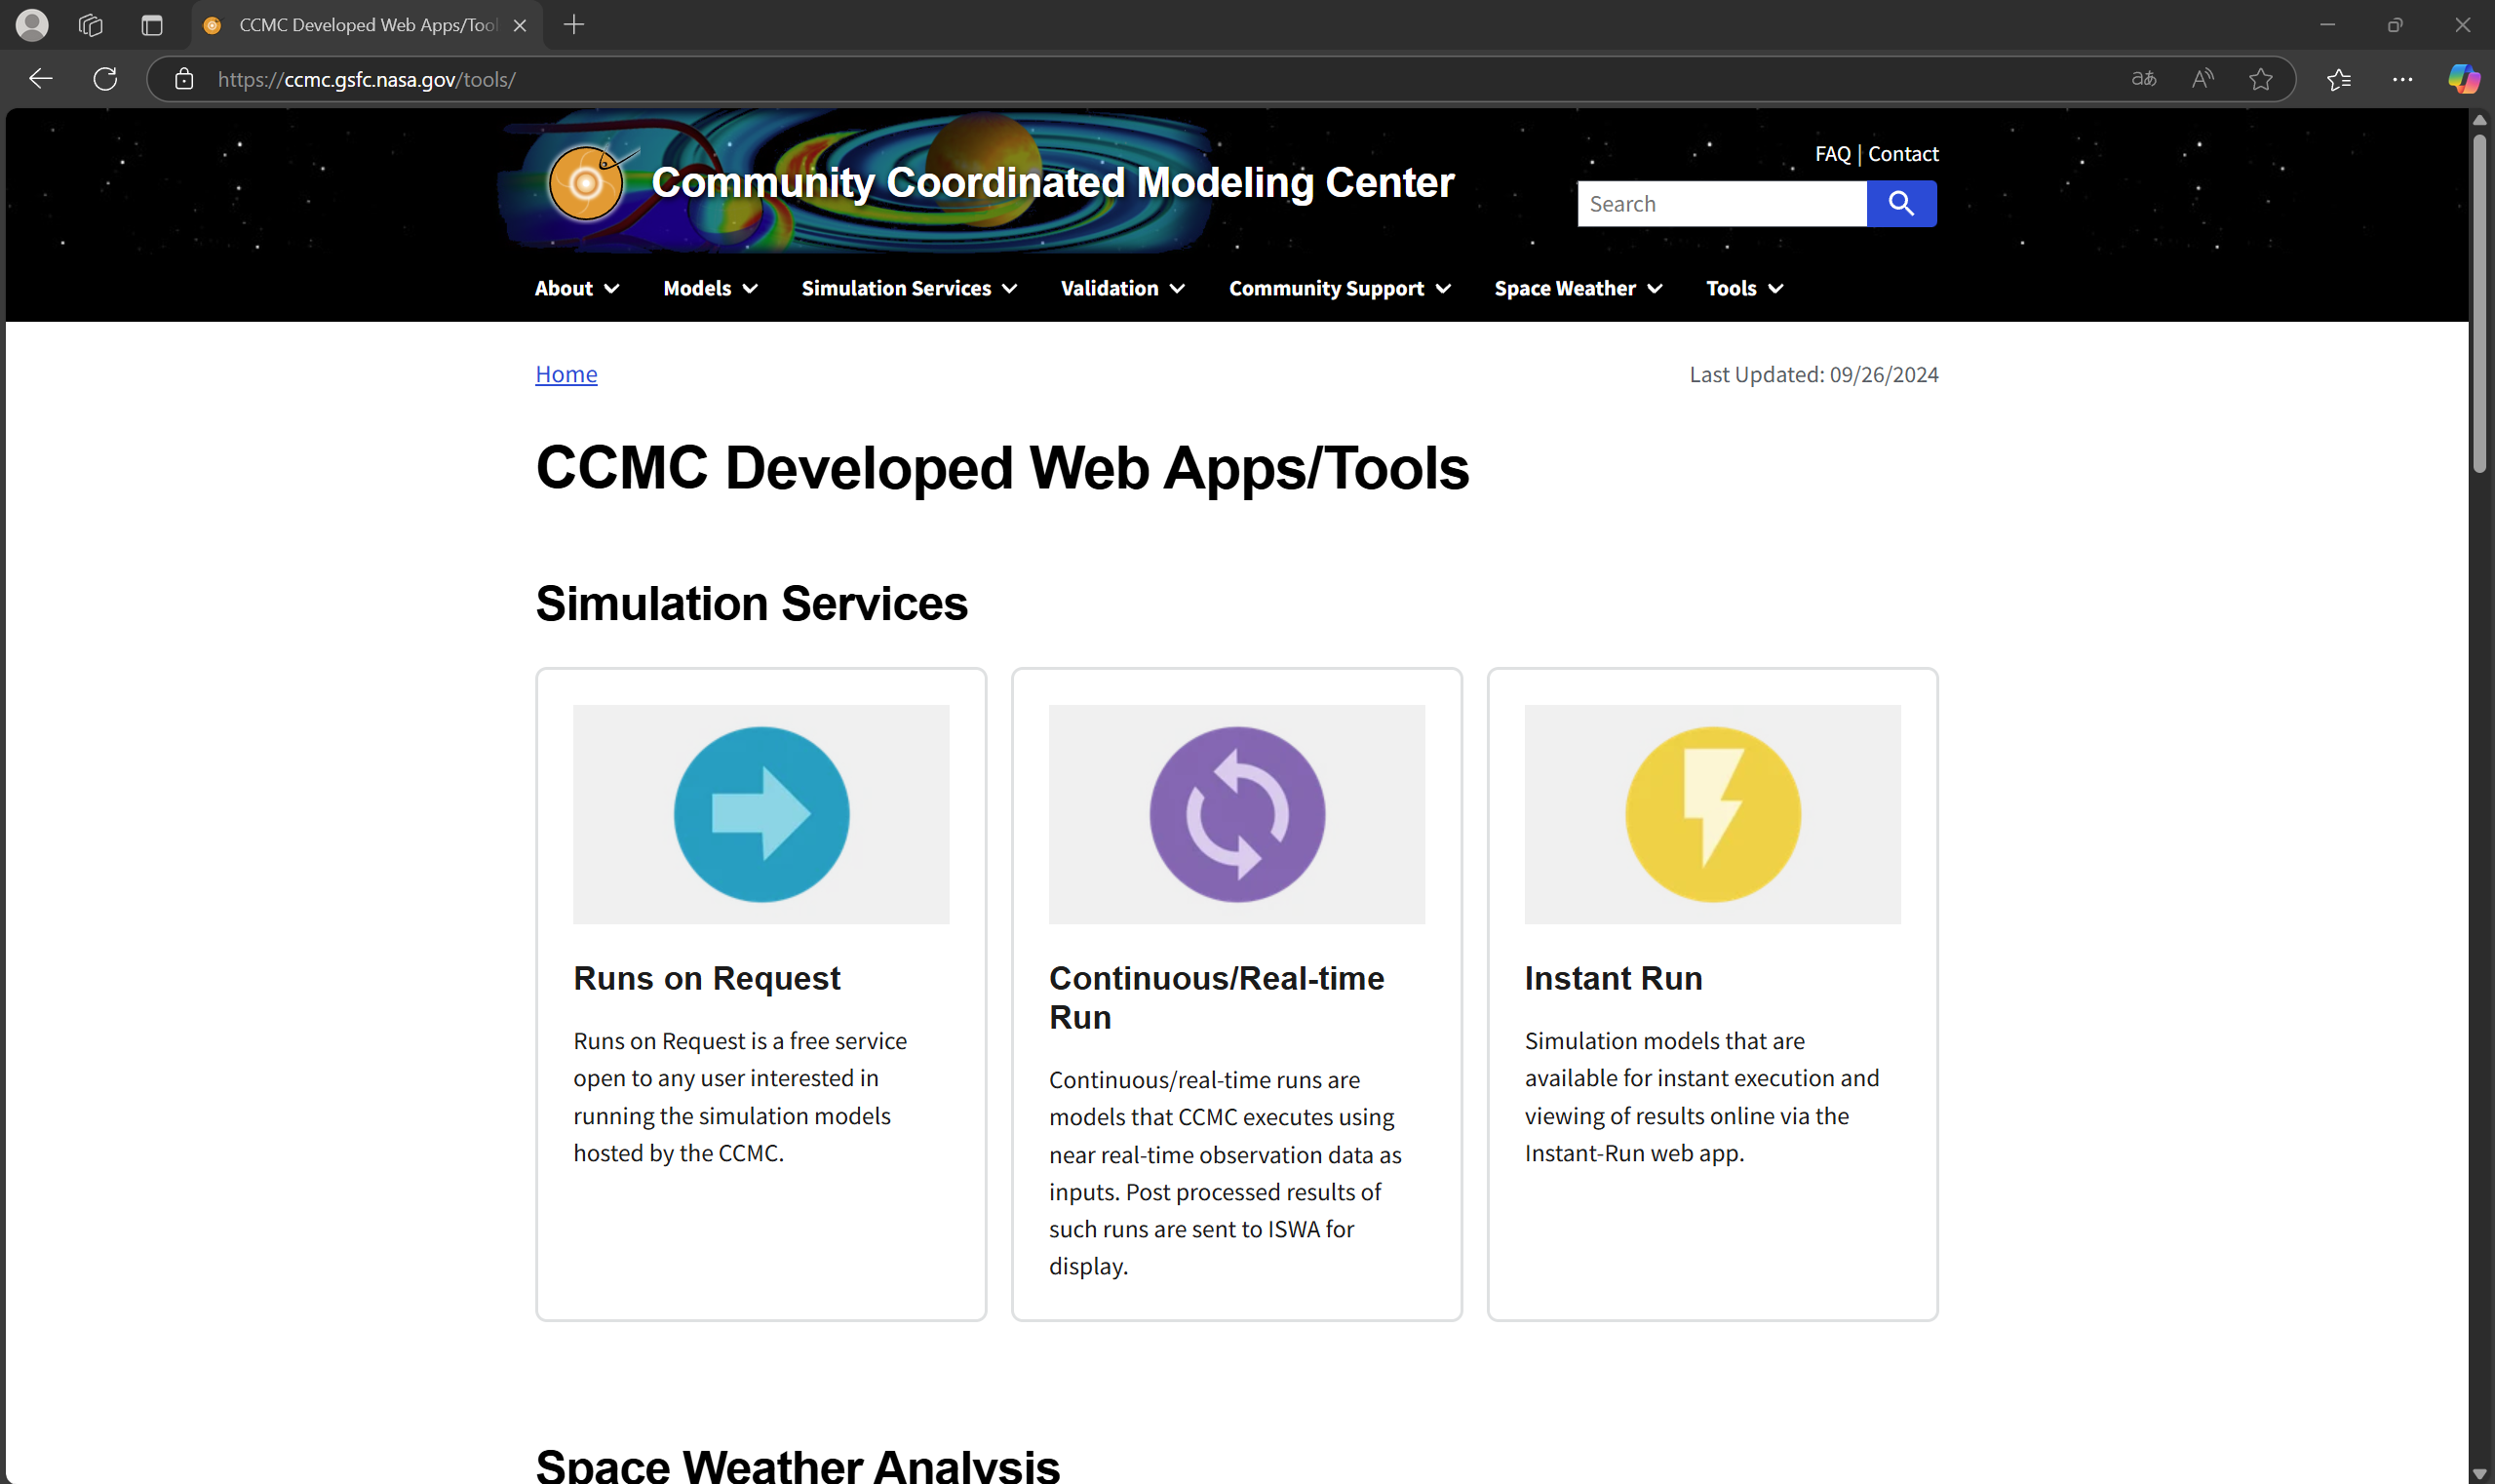 CCMC Developed Web Apps/Tool
https://ccmc.gsfc.nasa.gov/tools/
aあ
Community Coordinated Modeling Center
FAQ | Contact
Search
About
Models
Simulation Services
Validation
Community Support
Space Weather
Tools
Home
Last Updated: 09/26/2024
CCMC Developed Web Apps/Tools
Simulation Services
Runs on Request
Runs on Request is a free service
open to any user interested in
running the simulation models
hosted by the CCMC.
Continuous/Real-time
Run
Continuous/real-time runs are
models that CCMC executes using
near real-time observation data as
inputs. Post processed results of
such runs are sent to ISWA for
display.
Instant Run
Simulation models that are
available for instant execution and
viewing of results online via the
Instant-Run web app.
Space Weather Analysis